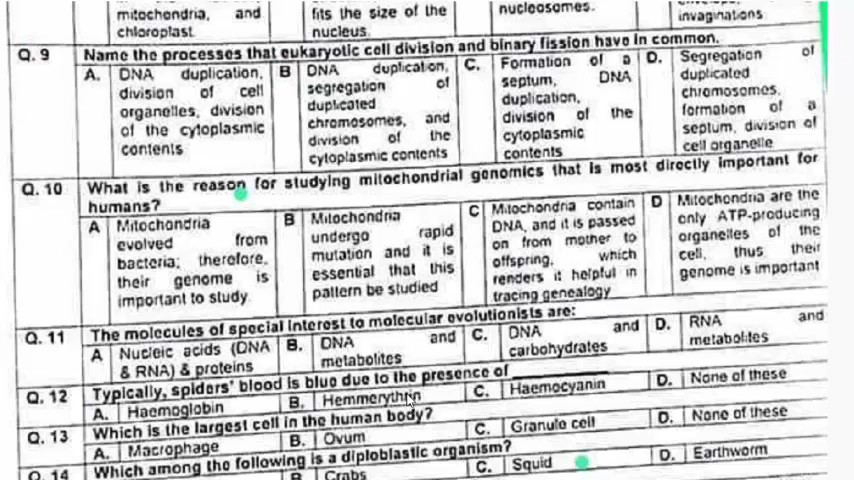 mitochondria, and chloroplast.
fits the size of the nucleus.
nucleosomes.
invaginations
Q. 9 Name the processes that eukaryotic cell division and binary fission have in common.
A. DNA duplication, division of cell organelles, division of the cytoplasmic contents
B DNA duplication, segregation of duplicated chromosomes, and division of the cytoplasmic contents
C. Formation of a septum, DNA duplication, division of the cytoplasmic contents
D. Segregation of duplicated chromosomes, formation of a septum, division of cell organelle
Q. 10 What is the reason for studying mitochondrial genomics that is most directly important for humans?
A Mitochondria evolved from bacteria; therefore, their genome is important to study
B Mitochondria undergo rapid mutation and it is essential that this pattern be studied
C Mitochondria contain DNA, and it is passed on from mother to offspring, which renders it helpful in tracing genealogy
D Mitochondria are the only ATP-producing organelles of the cell, thus their genome is important
Q. 11 The molecules of special interest to molecular evolutionists are:
A Nucleic acids (DNA & RNA) & proteins
B. DNA and metabolites
C. DNA and carbohydrates
D. RNA and metabolites
Q. 12 Typically, spiders' blood is blue due to the presence of ________
A. Haemoglobin B. Hemmerythrin C. Haemocyanin D. None of these
Q. 13 Which is the largest cell in the human body?
A. Macrophage B. Ovum C. Granule cell D. None of these
Q. 14 Which among the following is a diploblastic organism?
B Crabs C. Squid D. Earthworm